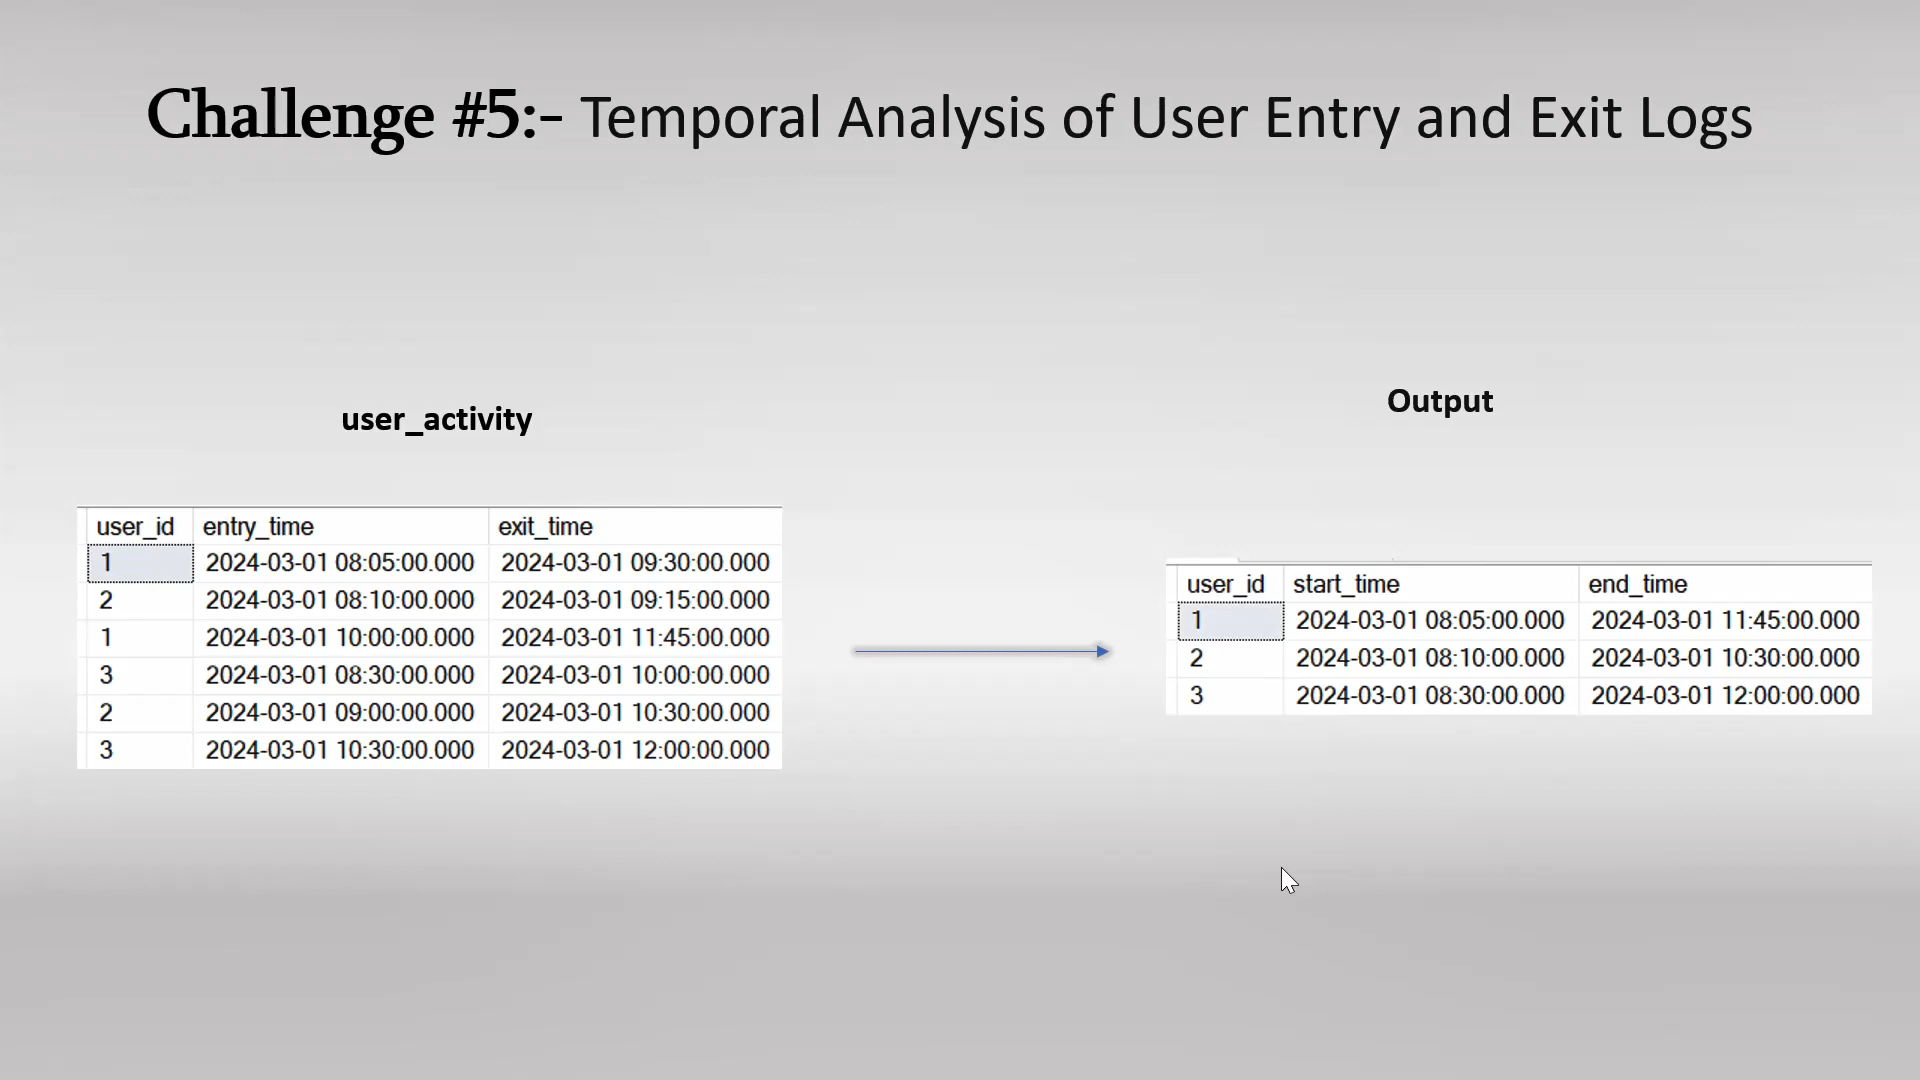 Challenge #5:- Temporal Analysis of User Entry and Exit Logs
user_activity
user_id entry_time exit_time
1 2024-03-01 08:05:00.000 2024-03-01 09:30:00.000
2 2024-03-01 08:10:00.000 2024-03-01 09:15:00.000
1 2024-03-01 10:00:00.000 2024-03-01 11:45:00.000
3 2024-03-01 08:30:00.000 2024-03-01 10:00:00.000
2 2024-03-01 09:00:00.000 2024-03-01 10:30:00.000
3 2024-03-01 10:30:00.000 2024-03-01 12:00:00.000
Output
user_id start_time end_time
1 2024-03-01 08:05:00.000 2024-03-01 11:45:00.000
2 2024-03-01 08:10:00.000 2024-03-01 10:30:00.000
3 2024-03-01 08:30:00.000 2024-03-01 12:00:00.000